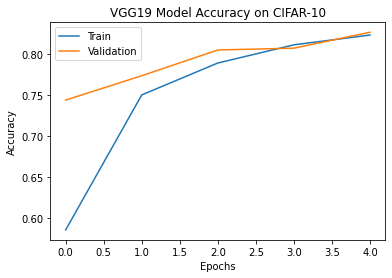 VGG19 Model Accuracy on CIFAR-10
Train
Validation
Accuracy
0.80
0.75
0.70
0.65
0.60
0.0 0.5 1.0 1.5 2.0 2.5 3.0 3.5 4.0
Epochs